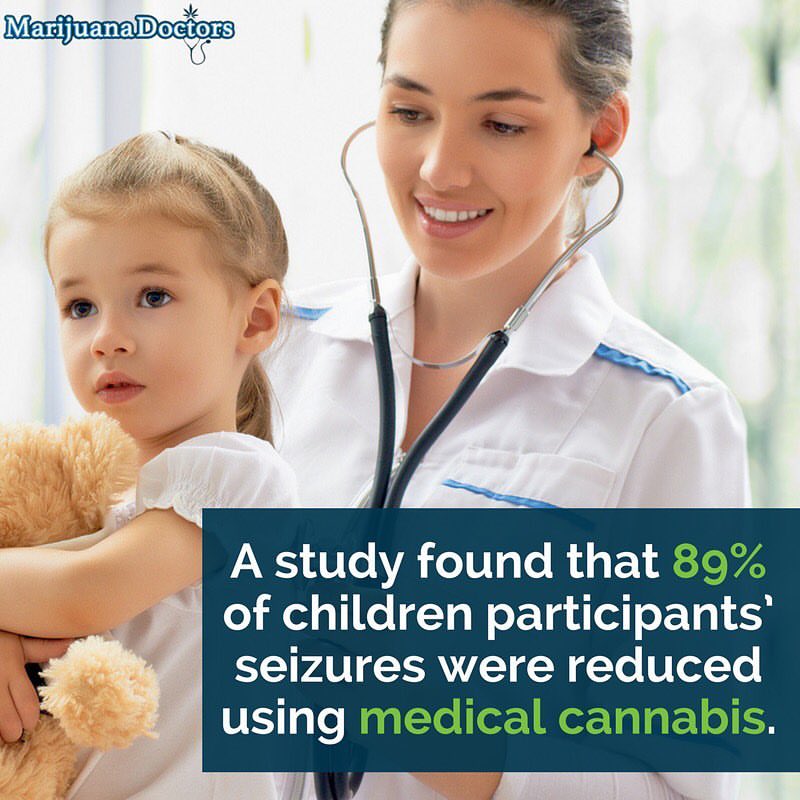 MarijuanaDoctors
A study found that 89%
of children participants’
seizures were reduced
using medical cannabis.